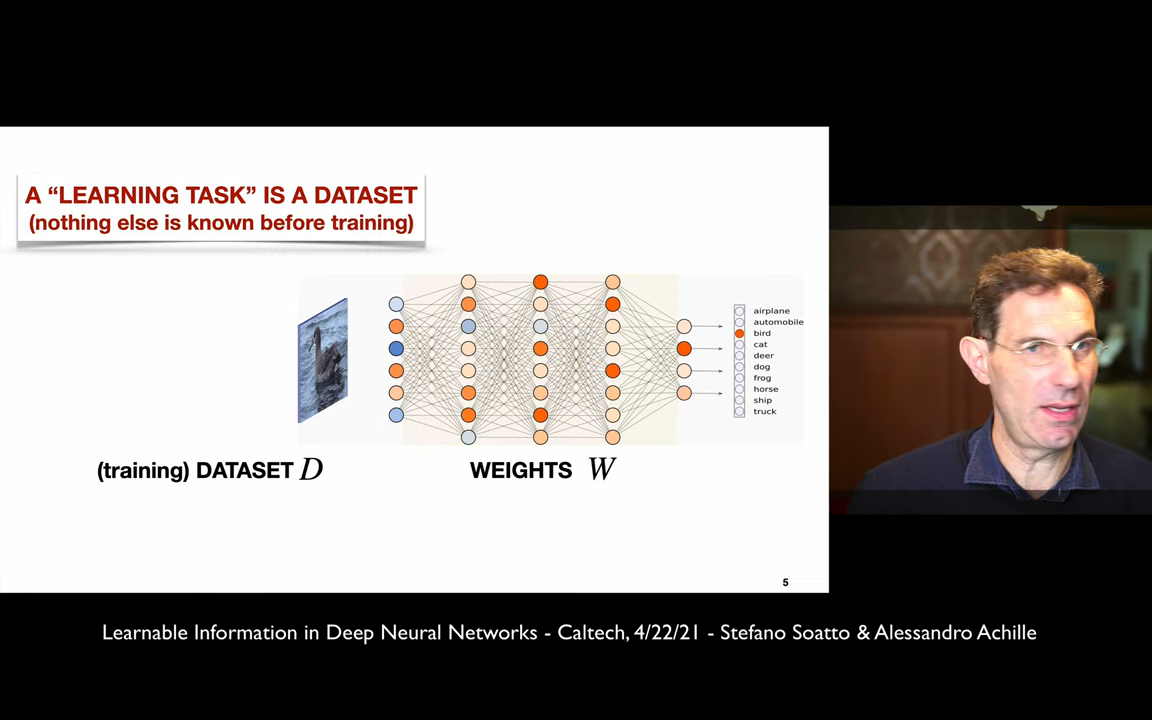 A “LEARNING TASK” IS A DATASET
(nothing else is known before training)
airplane
automobile
bird
cat
deer
dog
frog
horse
ship
truck
(training) DATASET D
WEIGHTS W
5
Learnable Information in Deep Neural Networks - Caltech, 4/22/21 - Stefano Soatto & Alessandro Achille